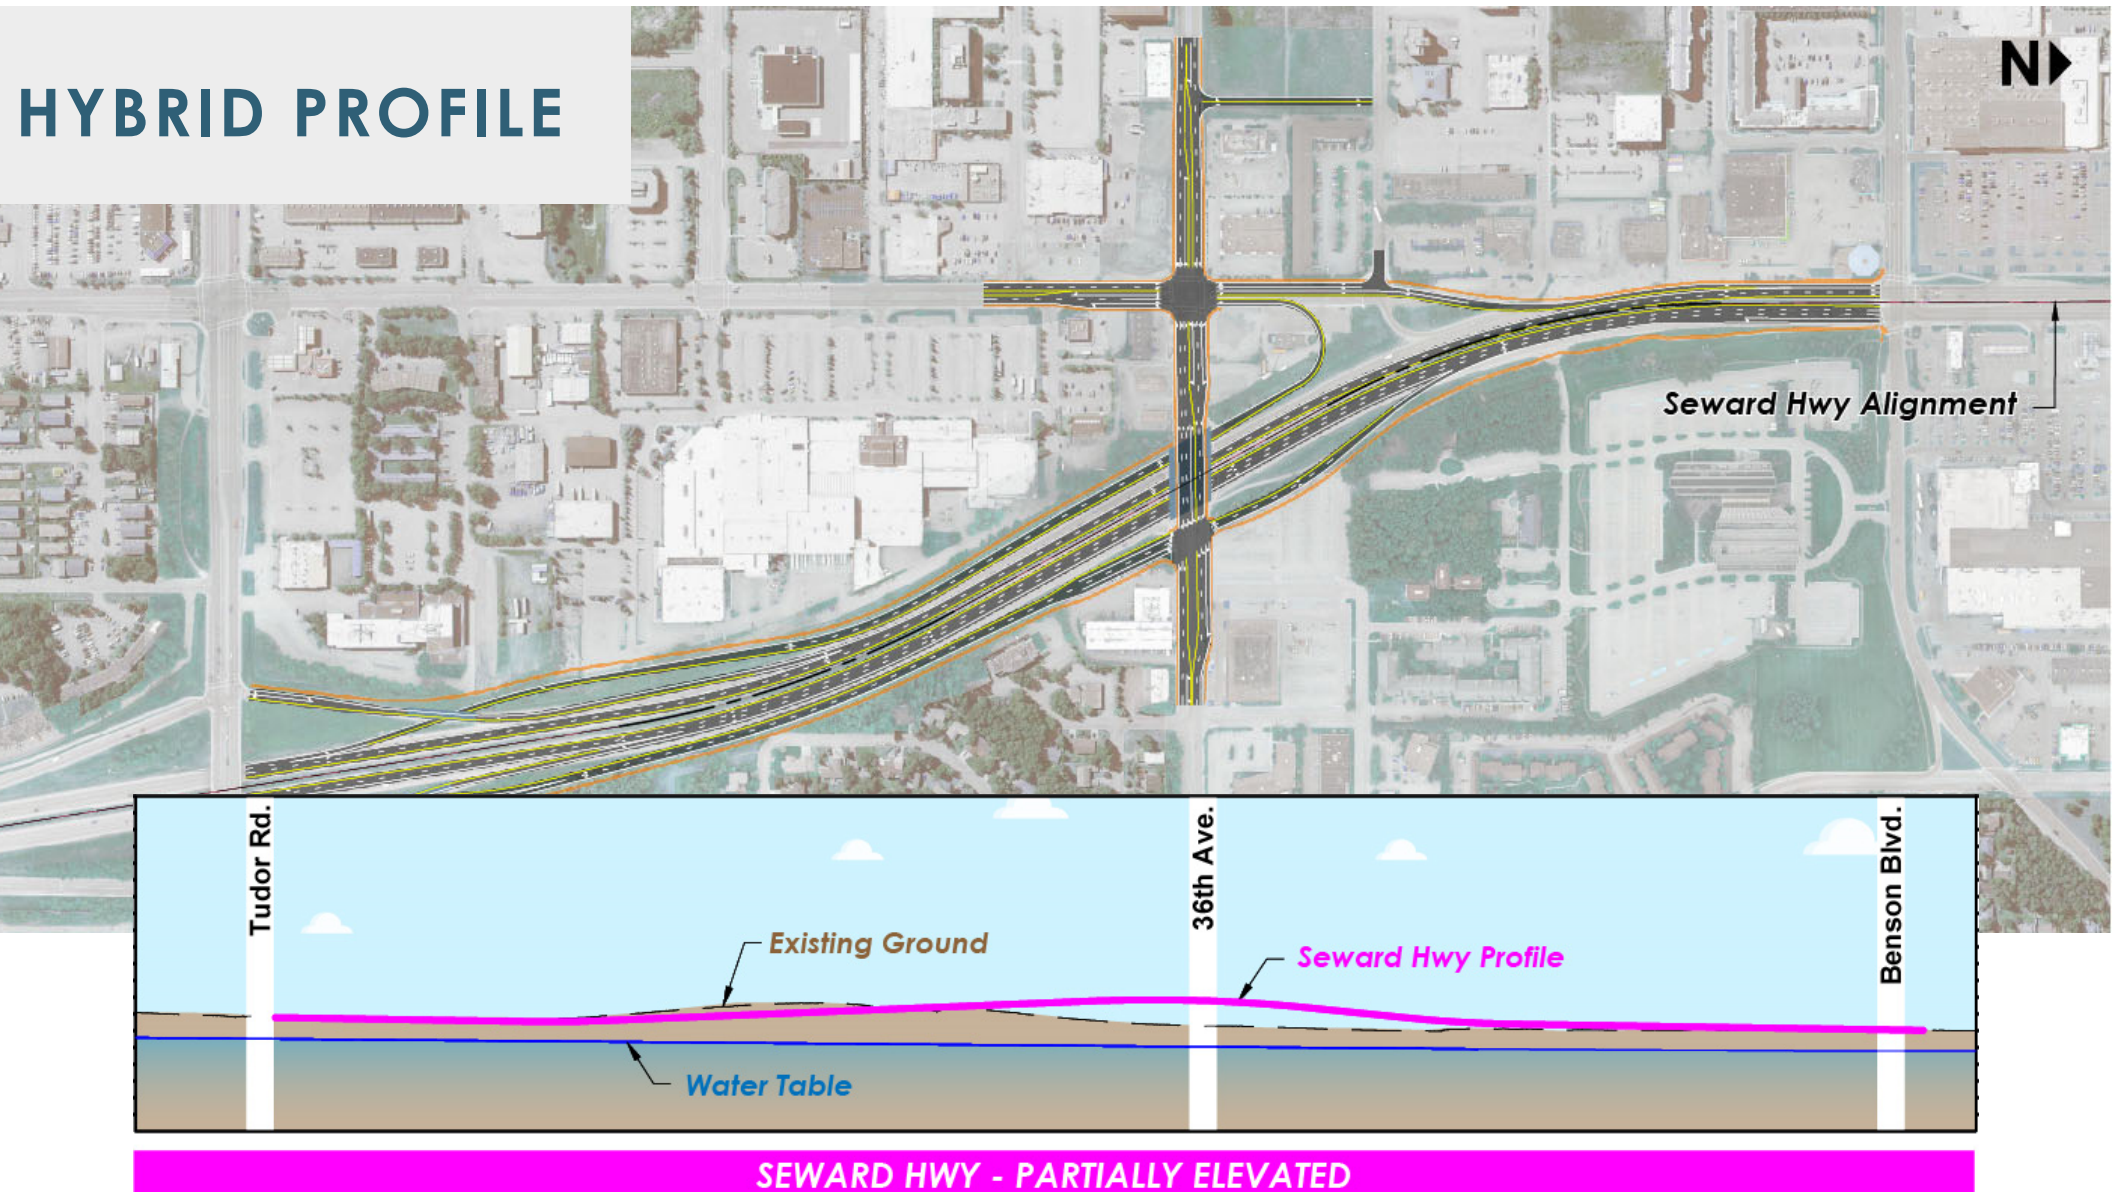 HYBRID PROFILE
N
Seward Hwy Alignment
Tudor Rd.
36th Ave.
Benson Blvd.
Existing Ground
Seward Hwy Profile
Water Table
SEWARD HWY - PARTIALLY ELEVATED